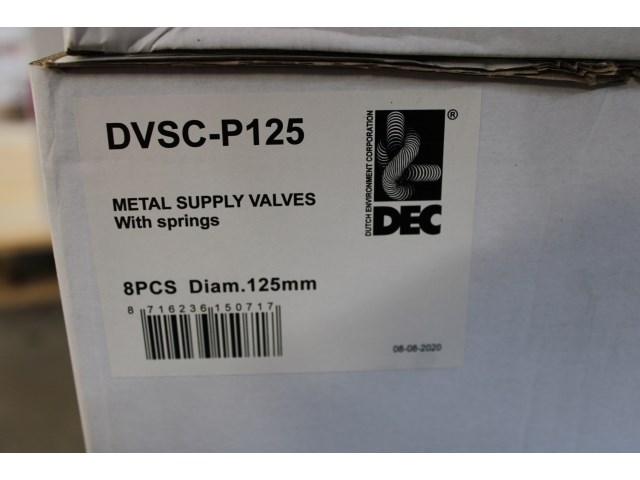 DVSC-P125
®
DUTCH ENVIRONMENT CORPORATION
DEC
METAL SUPPLY VALVES
With springs
8PCS Diam.125mm
8 716236 150717
08-08-2020